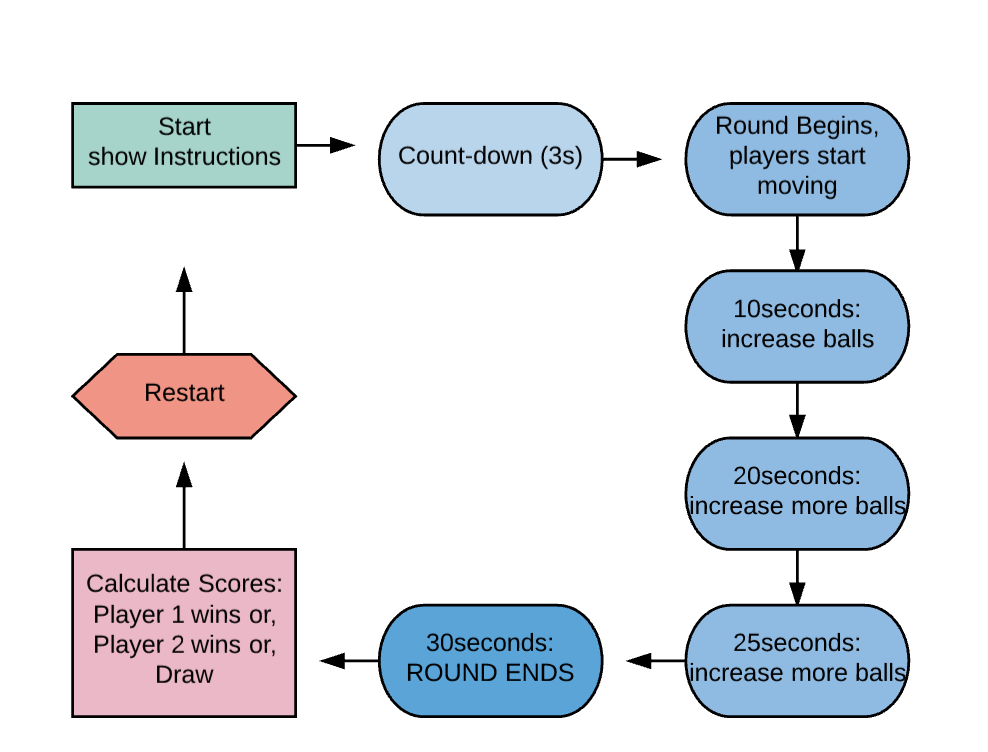 Start
show Instructions
Count-down (3s)
Round Begins,
players start
moving
10seconds:
increase balls
20seconds:
increase more balls
25seconds:
increase more balls
30seconds:
ROUND ENDS
Calculate Scores:
Player 1 wins or,
Player 2 wins or,
Draw
Restart